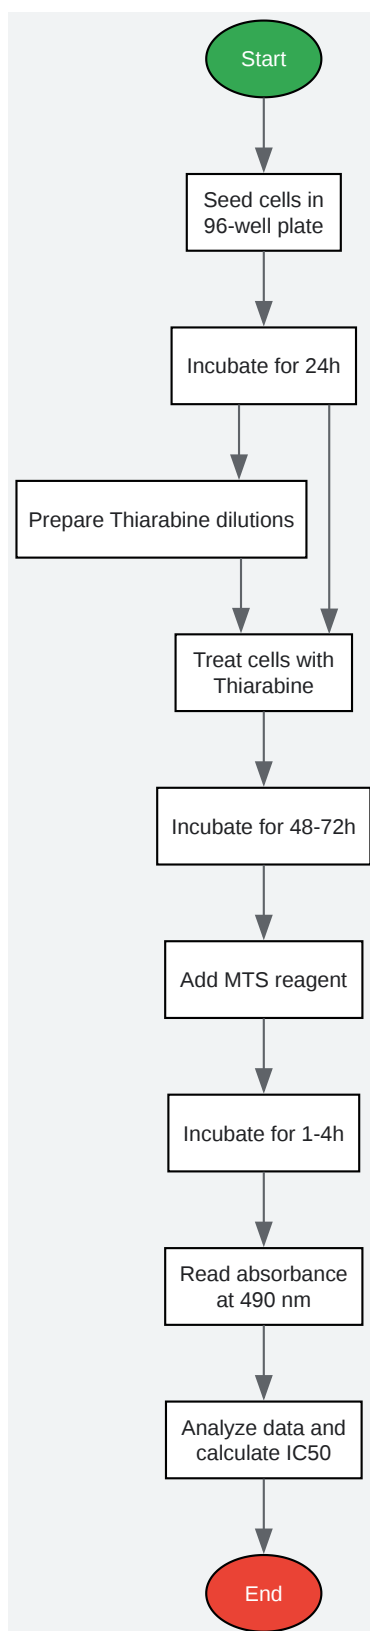 Start
Seed cells in
96-well plate
Incubate for 24h
Prepare Thiarabine dilutions
Treat cells with
Thiarabine
Incubate for 48-72h
Add MTS reagent
Incubate for 1-4h
Read absorbance
at 490 nm
Analyze data and
calculate IC50
End